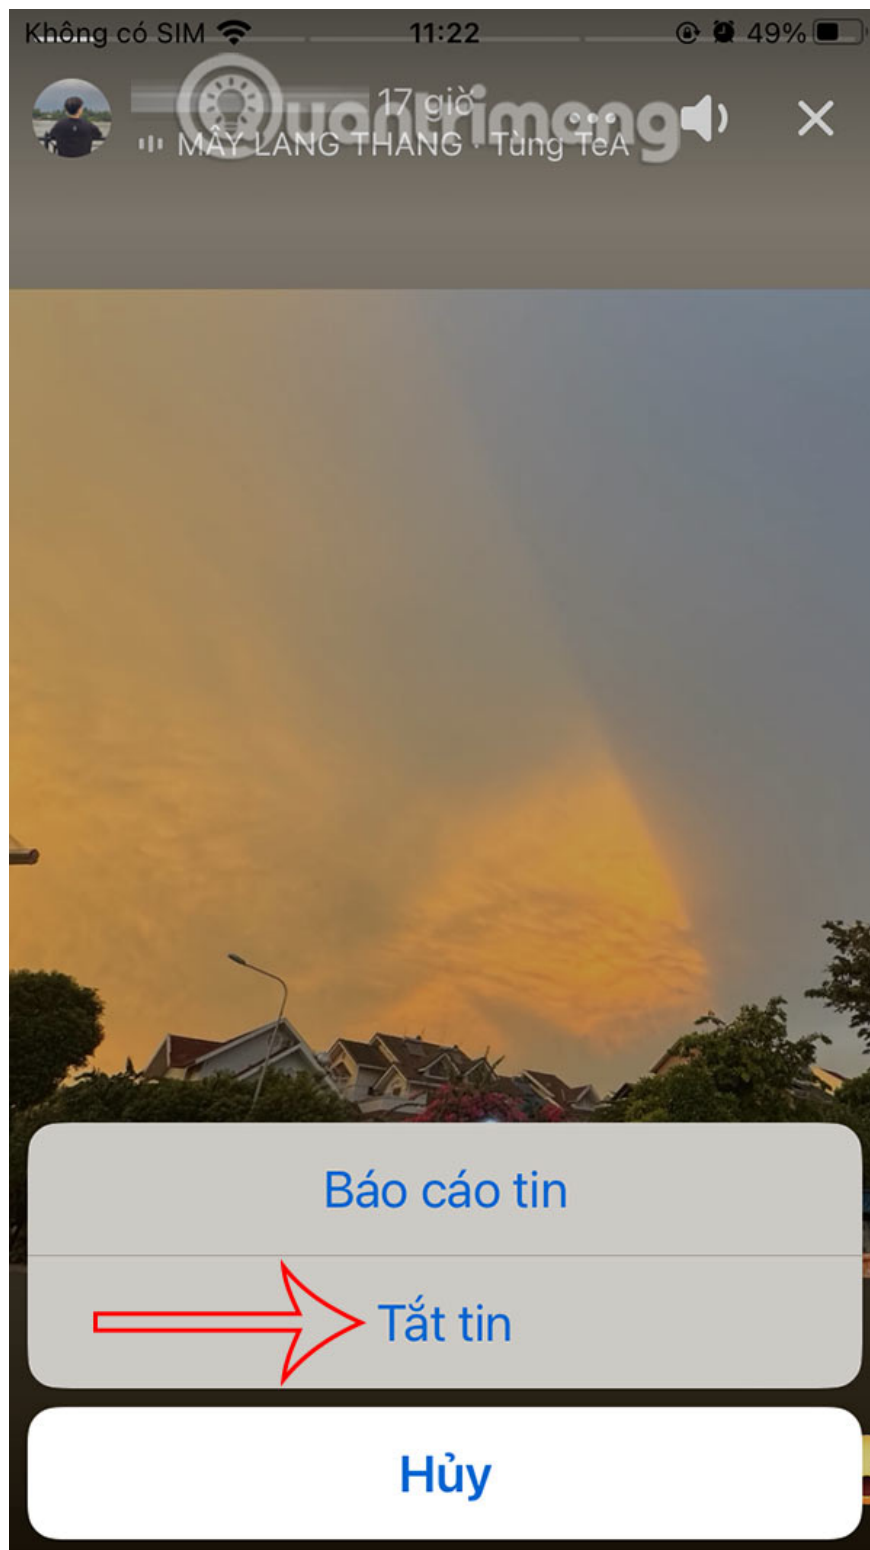 Không có SIM 11:22 49%
Quantrimang
17 giờ
MÂY LANG THANG · Tùng TeA
Báo cáo tin
Tắt tin
Hủy